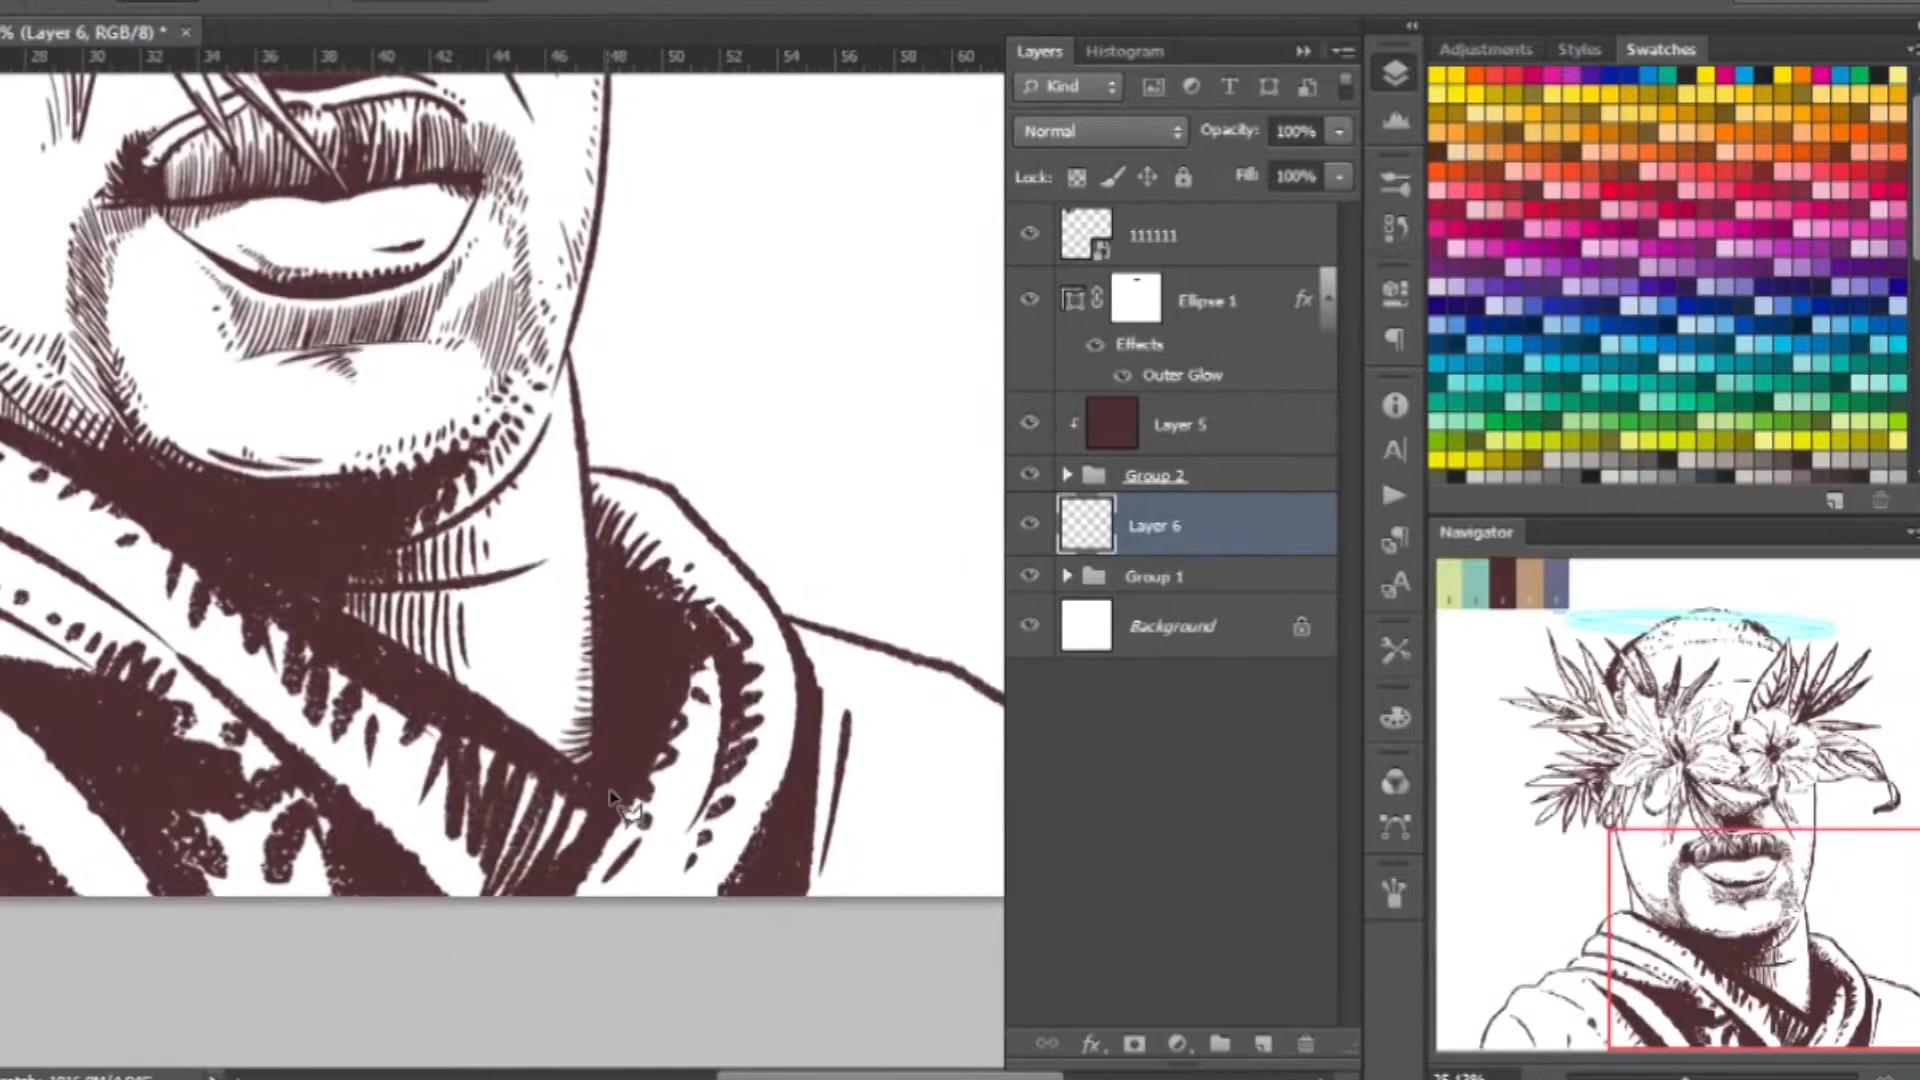 % (Layer 6, RGB/8) * ×
28 30 32 34 36 38 40 42 44 46 48 50 52 54 56 58 60
Layers Histogram
Kind
Normal Opacity: 100%
Lock: Fill: 100%
111111
Ellipse 1 fx
Effects
Outer Glow
Layer 5
Group 2
Layer 6
Group 1
Background
fx
Adjustments Styles Swatches
Navigator